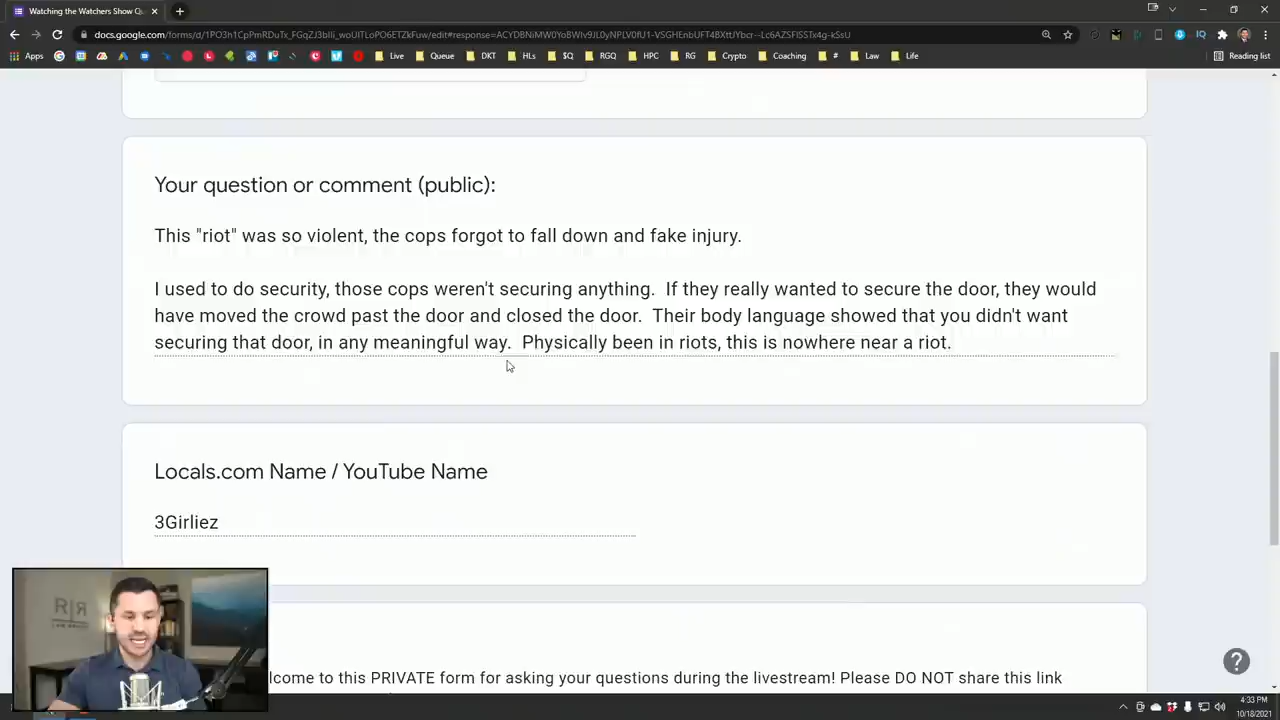 Watching the Watchers Show Qu
docs.google.com/forms/d/1PO3h1CpPmRDuTx_FGqZJ3bIli_woUITLoPO6ETZkFuw/edit#response=ACYDBNiMW0YoBWIv9JL0yNPLV0fU1-VSGHEnbUFT4BXttJYbcr--Lc6AZSFlSSTx4g-kSsU
Apps Live Queue DKT HLs $Q RGQ HPC RG Crypto Coaching # Law Life Reading list
Your question or comment (public):
This "riot" was so violent, the cops forgot to fall down and fake injury.
I used to do security, those cops weren't securing anything. If they really wanted to secure the door, they would
have moved the crowd past the door and closed the door. Their body language showed that you didn't want
securing that door, in any meaningful way. Physically been in riots, this is nowhere near a riot.
Locals.com Name / YouTube Name
3Girliez
R|R
lcome to this PRIVATE form for asking your questions during the livestream! Please DO NOT share this link
4:33 PM
10/18/2021